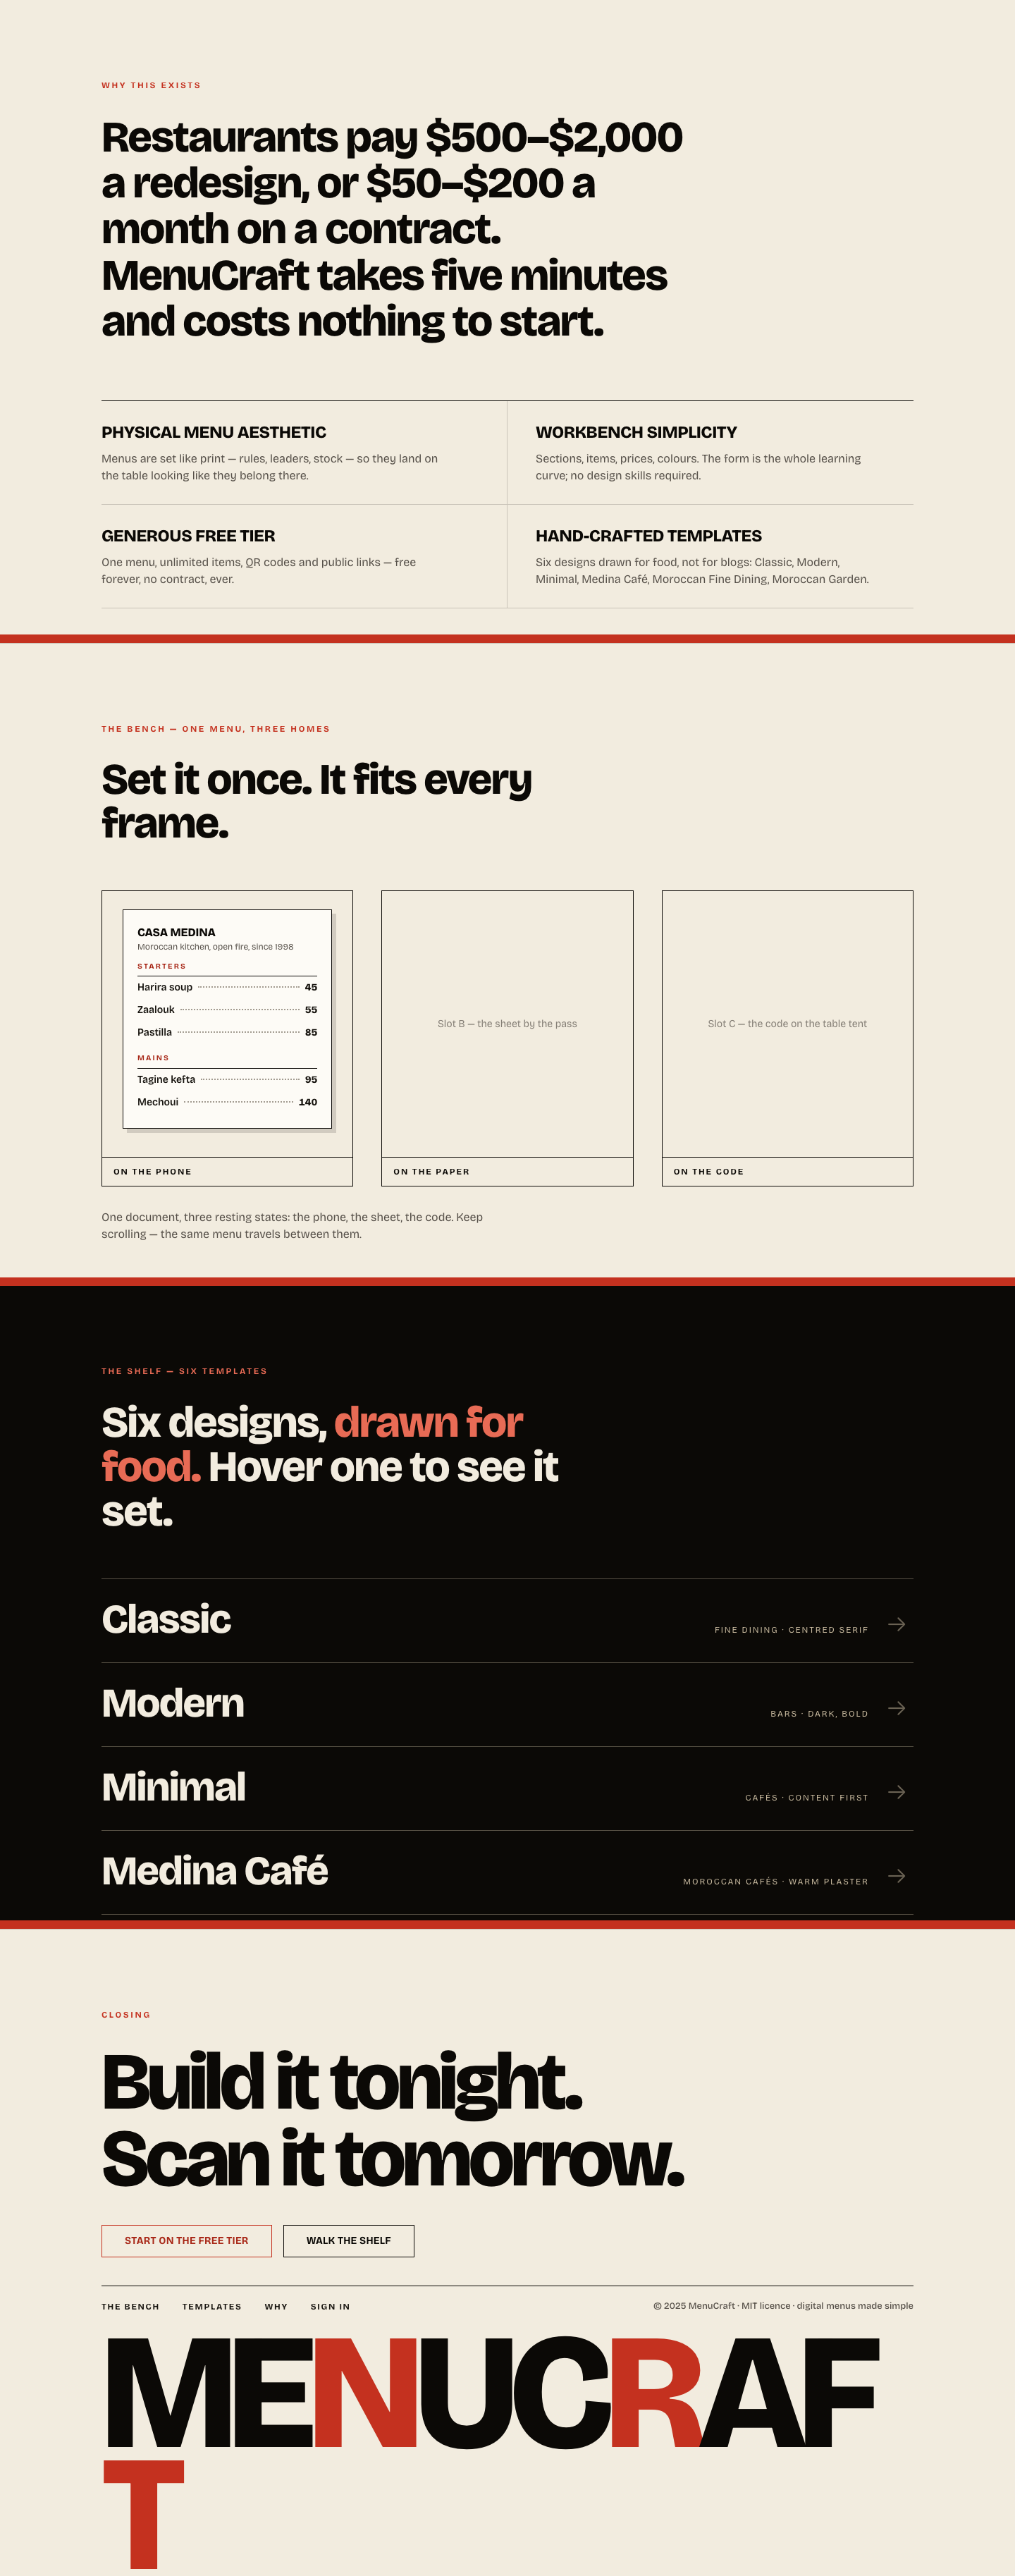 WHY THIS EXISTS
Restaurants pay $500–$2,000
a redesign, or $50–$200 a
month on a contract.
MenuCraft takes five minutes
and costs nothing to start.
PHYSICAL MENU AESTHETIC
Menus are set like print — rules, leaders, stock — so they land on
the table looking like they belong there.
WORKBENCH SIMPLICITY
Sections, items, prices, colours. The form is the whole learning
curve; no design skills required.
GENEROUS FREE TIER
One menu, unlimited items, QR codes and public links — free
forever, no contract, ever.
HAND-CRAFTED TEMPLATES
Six designs drawn for food, not for blogs: Classic, Modern,
Minimal, Medina Café, Moroccan Fine Dining, Moroccan Garden.
THE BENCH — ONE MENU, THREE HOMES
Set it once. It fits every
frame.
CASA MEDINA
Moroccan kitchen, open fire, since 1998
STARTERS
Harira soup 45
Zaalouk 55
Pastilla 85
MAINS
Tagine kefta 95
Mechoui 140
ON THE PHONE
Slot B — the sheet by the pass
ON THE PAPER
Slot C — the code on the table tent
ON THE CODE
One document, three resting states: the phone, the sheet, the code. Keep
scrolling — the same menu travels between them.
THE SHELF — SIX TEMPLATES
Six designs, drawn for
food. Hover one to see it
set.
Classic
FINE DINING · CENTRED SERIF
Modern
BARS · DARK, BOLD
Minimal
CAFÉS · CONTENT FIRST
Medina Café
MOROCCAN CAFÉS · WARM PLASTER
CLOSING
Build it tonight.
Scan it tomorrow.
START ON THE FREE TIER
WALK THE SHELF
THE BENCH TEMPLATES WHY SIGN IN
© 2025 MenuCraft · MIT licence · digital menus made simple
MENUCRAF
T